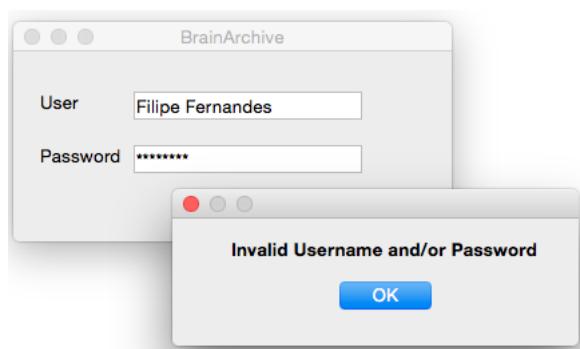 BrainArchive
User
Filipe Fernandes
Password
********
Invalid Username and/or Password
OK